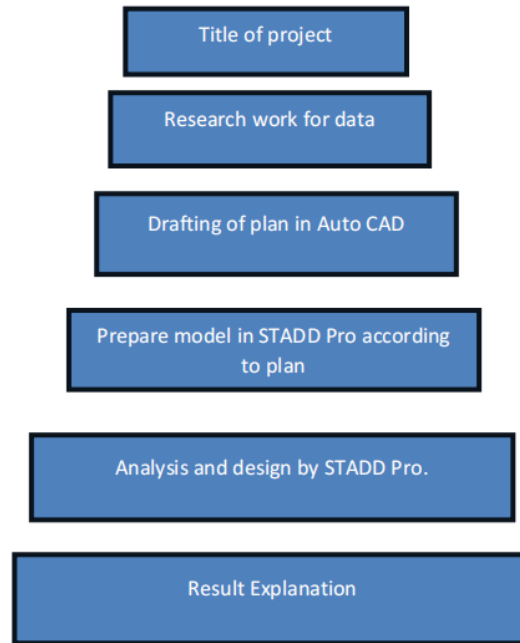 Title of project
Research work for data
Drafting of plan in Auto CAD
Prepare model in STADD Pro according
to plan
Analysis and design by STADD Pro.
Result Explanation